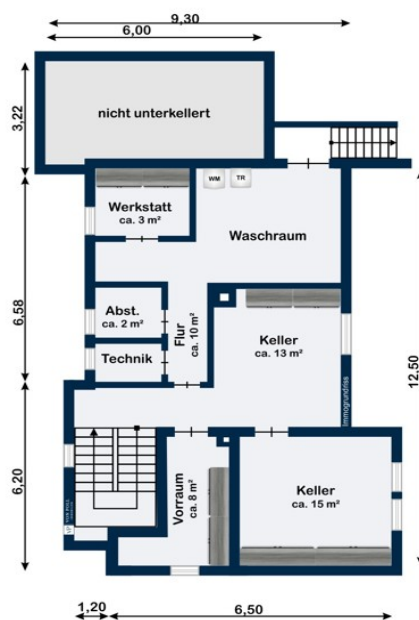 9,30
6,00
3,22
nicht unterkellert
WM
TR
Werkstatt
ca. 3 m²
Waschraum
6,58
Abst.
ca. 2 m²
Flur
ca. 10 m²
Keller
ca. 13 m²
Technik
12,50
Immogrundriss
6,20
Vorraum
ca. 8 m²
Keller
ca. 15 m²
1,20
6,50